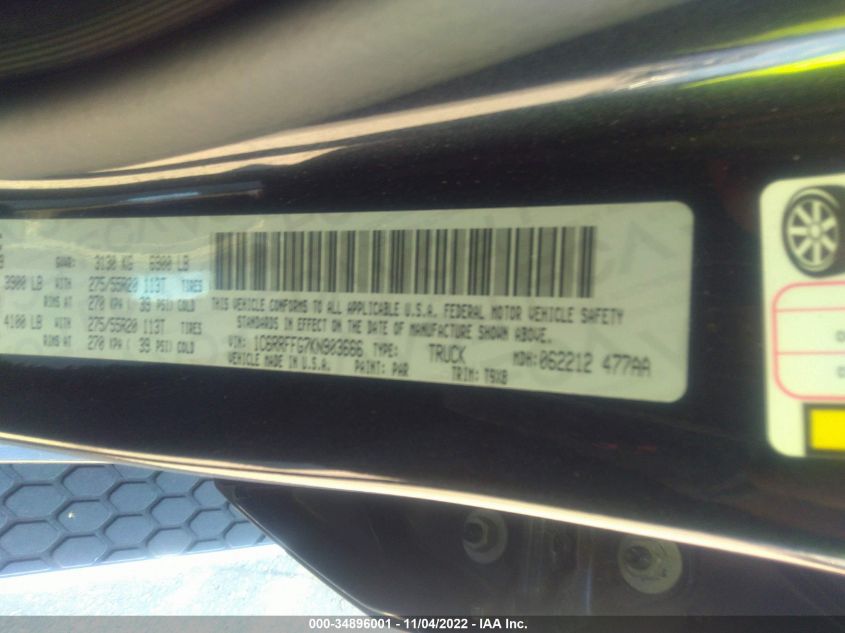 GAWR: 3130 KG 6900 LB
3900 LB WITH 275/55R20 113T TIRES
RIMS AT 270 KPA ( 39 PSI) COLD
4100 LB WITH 275/55R20 113T TIRES
RIMS AT 270 KPA ( 39 PSI) COLD
THIS VEHICLE CONFORMS TO ALL APPLICABLE U.S.A. FEDERAL MOTOR VEHICLE SAFETY
STANDARDS IN EFFECT ON THE DATE OF MANUFACTURE SHOWN ABOVE.
VIN: 1C6RRFFG7KN903666 TYPE: TRUCK MDH: 062212 477AA
VEHICLE MADE IN U.S.A. PAINT: PAR TRIM: T9X8
000-34896001 - 11/04/2022 - IAA Inc.